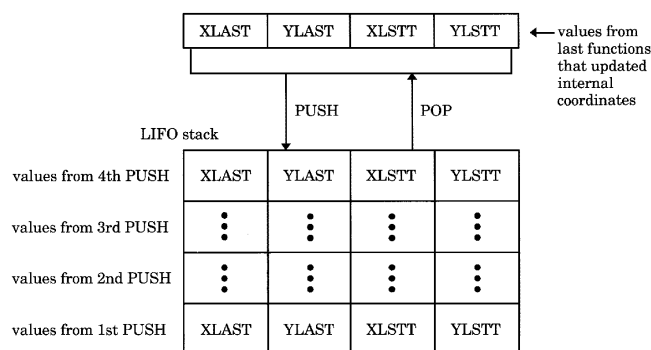 XLAST YLAST XLSTT YLSTT
values from
last functions
that updated
internal
coordinates
PUSH POP
LIFO stack
values from 4th PUSH XLAST YLAST XLSTT YLSTT
values from 3rd PUSH
values from 2nd PUSH
values from 1st PUSH XLAST YLAST XLSTT YLSTT